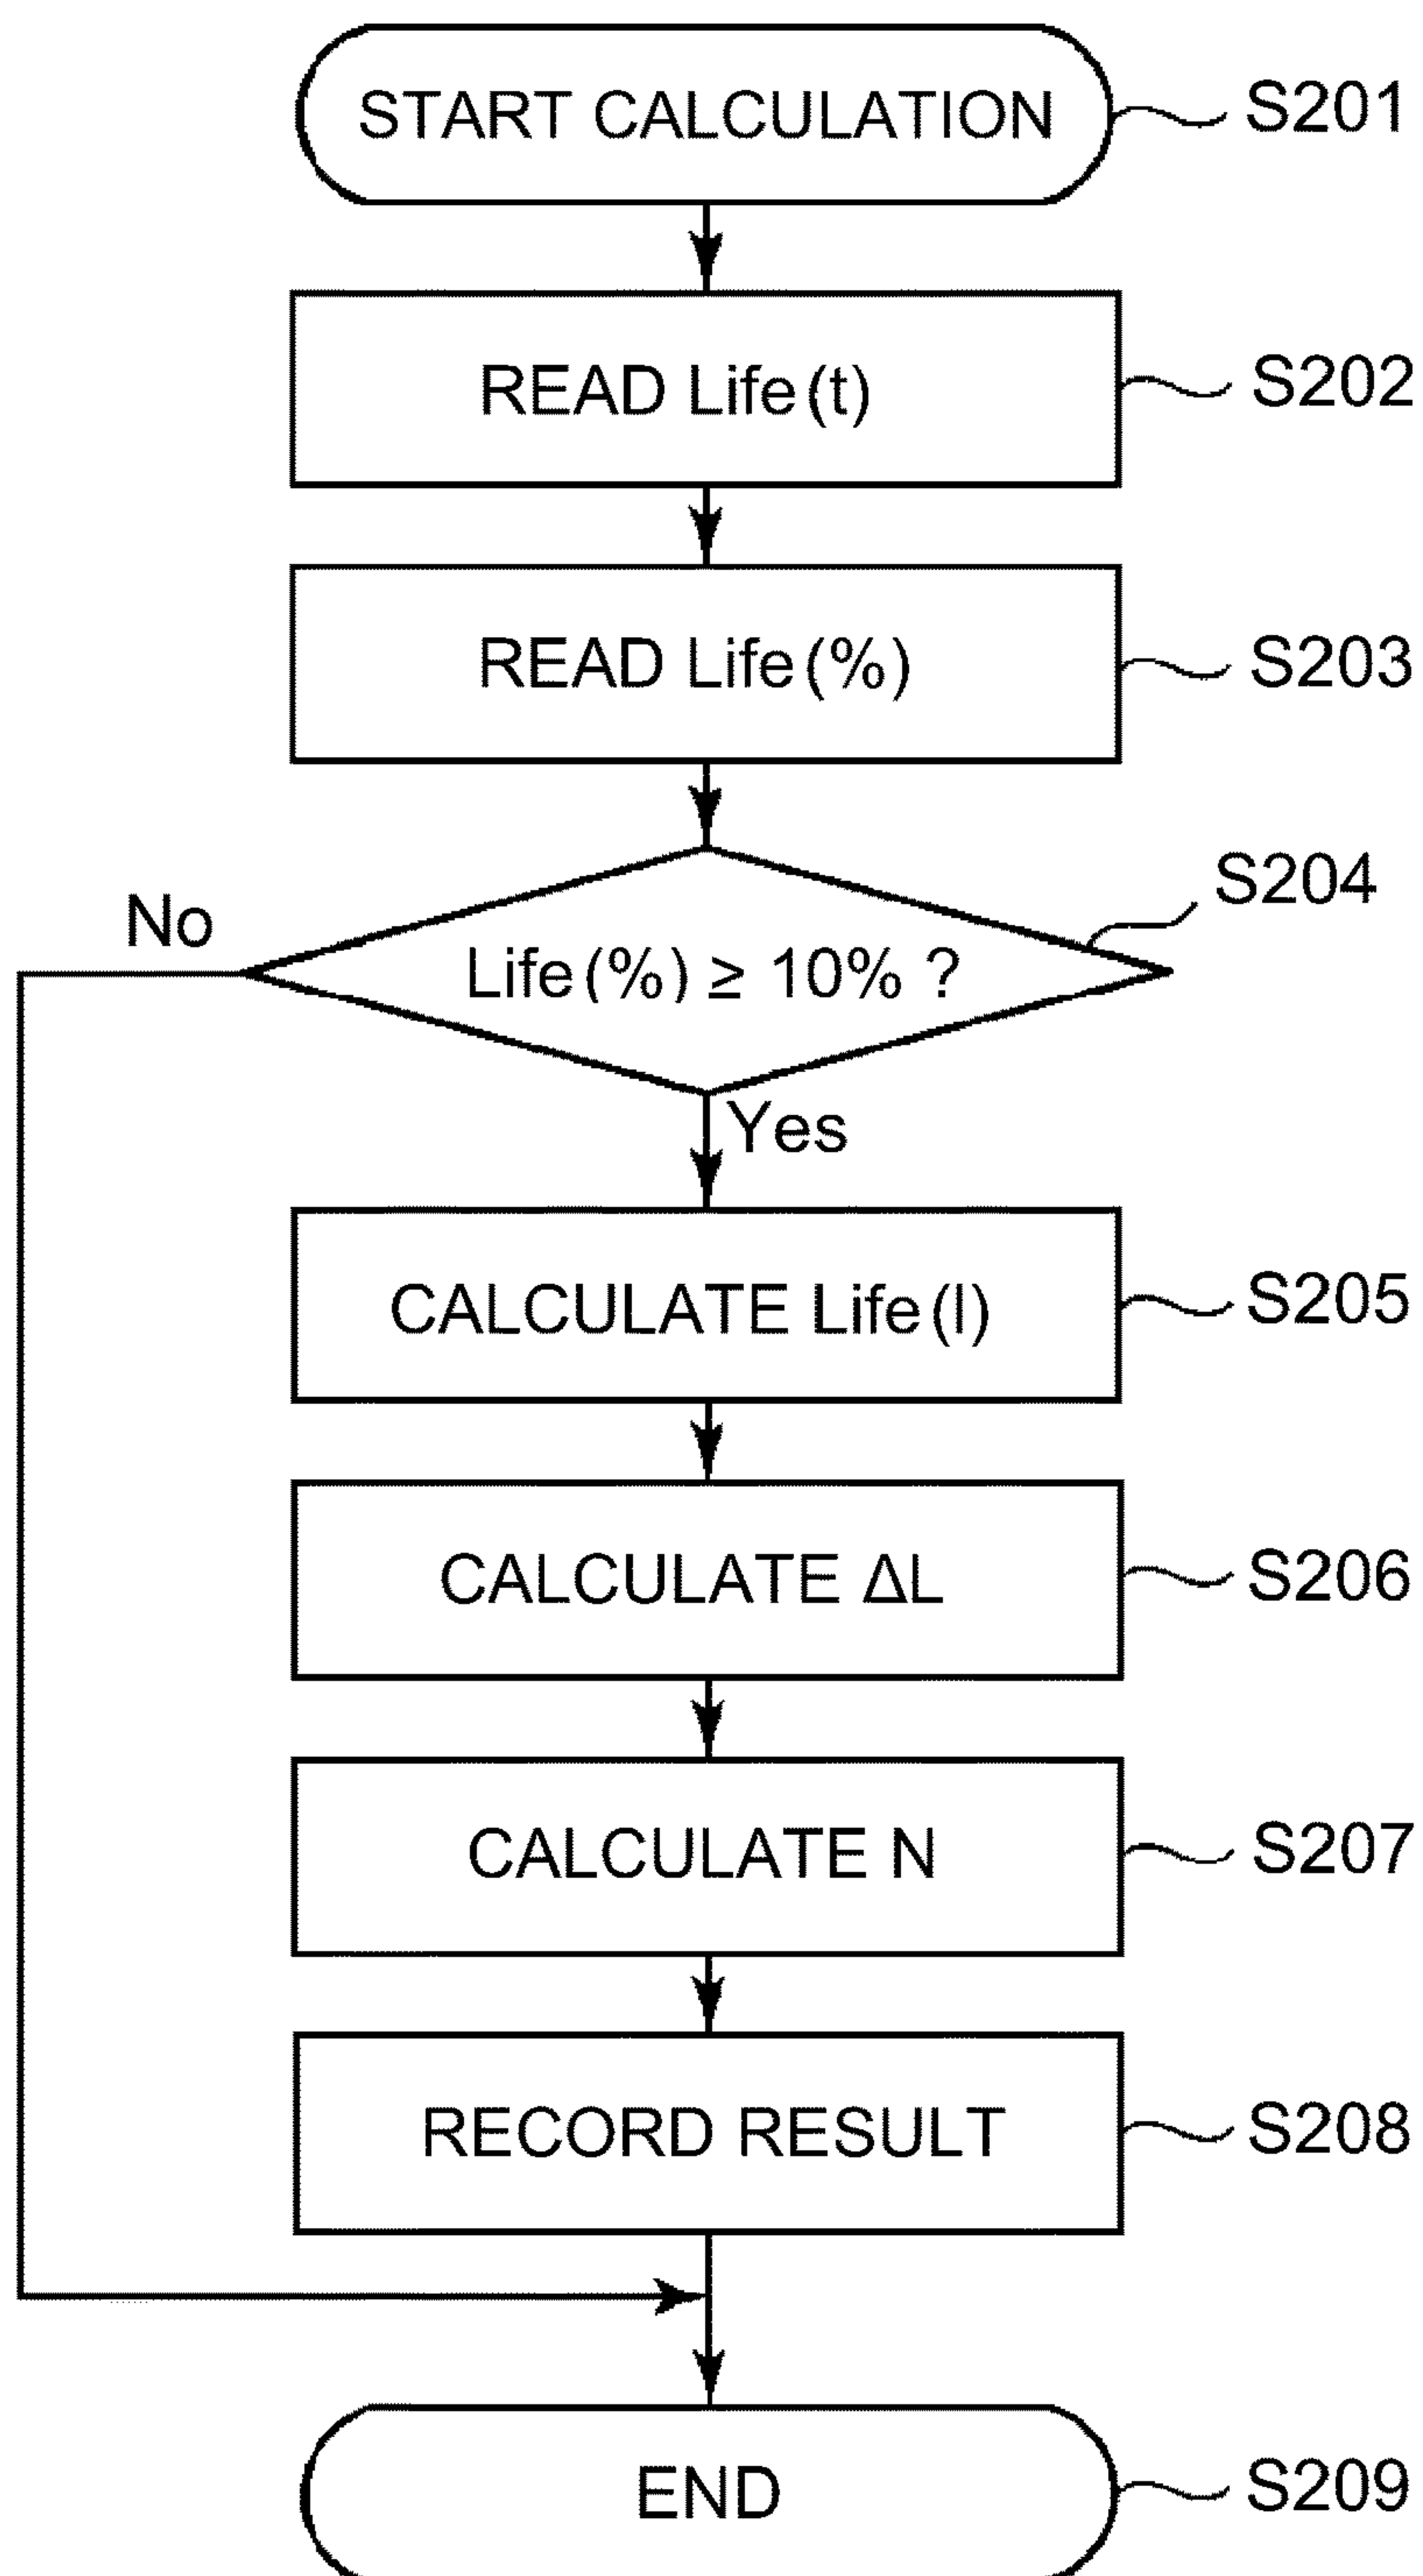 START CALCULATION S201
READ Life(t) S202
READ Life(%) S203
S204
No
Life(%) ≥ 10% ?
Yes
CALCULATE Life(l) S205
CALCULATE ΔL S206
CALCULATE N S207
RECORD RESULT S208
END S209